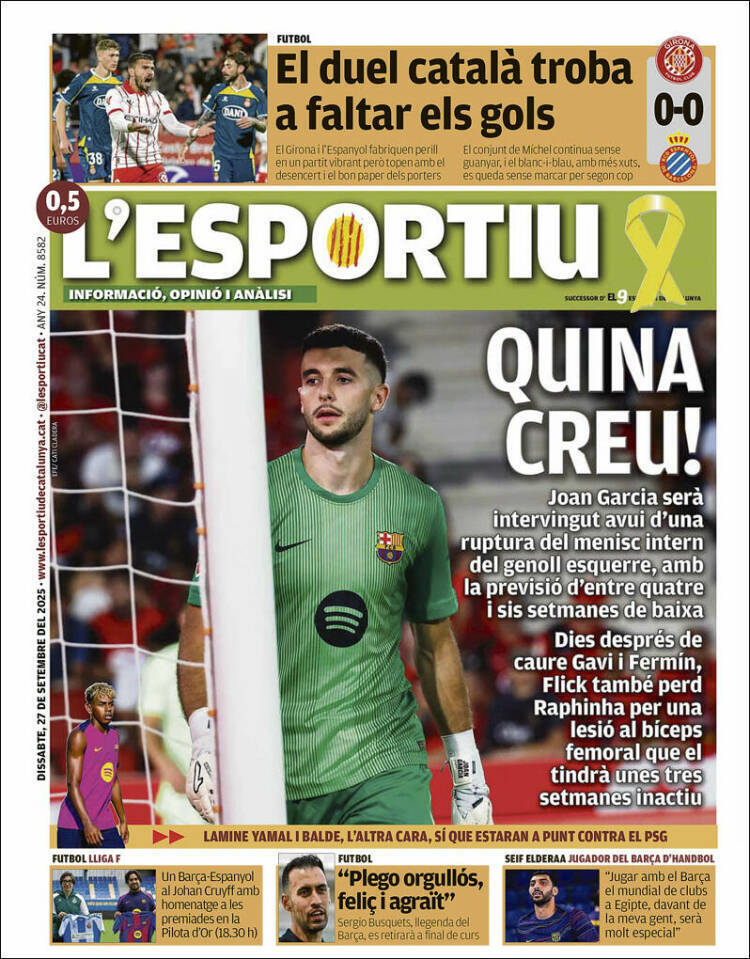 FUTBOL
El duel català troba
a faltar els gols
El Girona i l'Espanyol fabriquen perill
en un partit vibrant però topen amb el
desencert i el bon paper dels porters
El conjunt de Míchel continua sense
guanyar, i el blanc-i-blau, amb més xuts,
es queda sense marcar per segon cop
GIRONA
0-0
38
DANI
0,5
EUROS
L'ESPORTIU
INFORMACIÓ, OPINIÓ I ANÀLISI
SUCCESSOR D' EL 9
DISSABTE, 27 DE SETEMBRE DEL 2025 · www.lesportiudecatalunya.cat · @lesportiucat · ANY 24. NÚM. 8582
EFE/ CATI CLADERA
QUINA
CREU!
Joan Garcia serà
intervingut avui d'una
ruptura del menisc intern
del genoll esquerre, amb
la previsió d'entre quatre
i sis setmanes de baixa
Dies després de
caure Gavi i Fermín,
Flick també perd
Raphinha per una
lesió al bíceps
femoral que el
tindrà unes tres
setmanes inactiu
LAMINE YAMAL I BALDE, L'ALTRA CARA, SÍ QUE ESTARAN A PUNT CONTRA EL PSG
FUTBOL LLIGA F
Un Barça-Espanyol
al Johan Cruyff amb
homenatge a les
premiades en la
Pilota d'Or (18.30 h)
FUTBOL
“Plego orgullós,
feliç i agraït”
Sergio Busquets, llegenda del
Barça, es retirarà a final de curs
SEIF ELDERAA JUGADOR DEL BARÇA D'HANDBOL
“Jugar amb el Barça
el mundial de clubs
a Egipte, davant de
la meva gent, serà
molt especial”